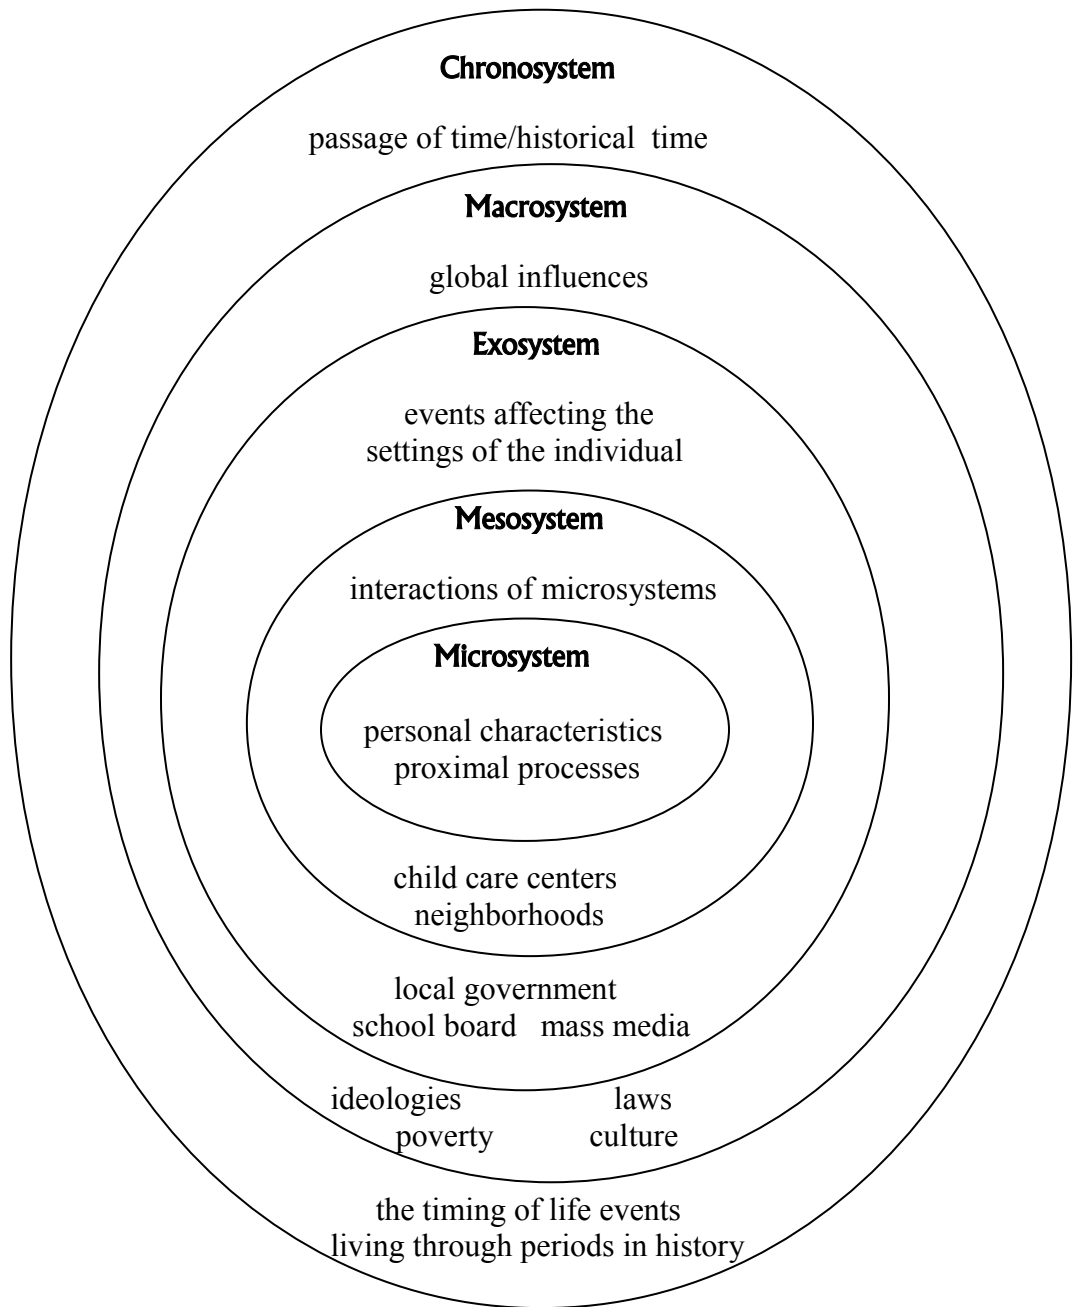 Chronosystem
passage of time/historical time
Macrosystem
global influences
Exosystem
events affecting the
settings of the individual
Mesosystem
interactions of microsystems
Microsystem
personal characteristics
proximal processes
child care centers
neighborhoods
local government
school board mass media
ideologies laws
poverty culture
the timing of life events
living through periods in history